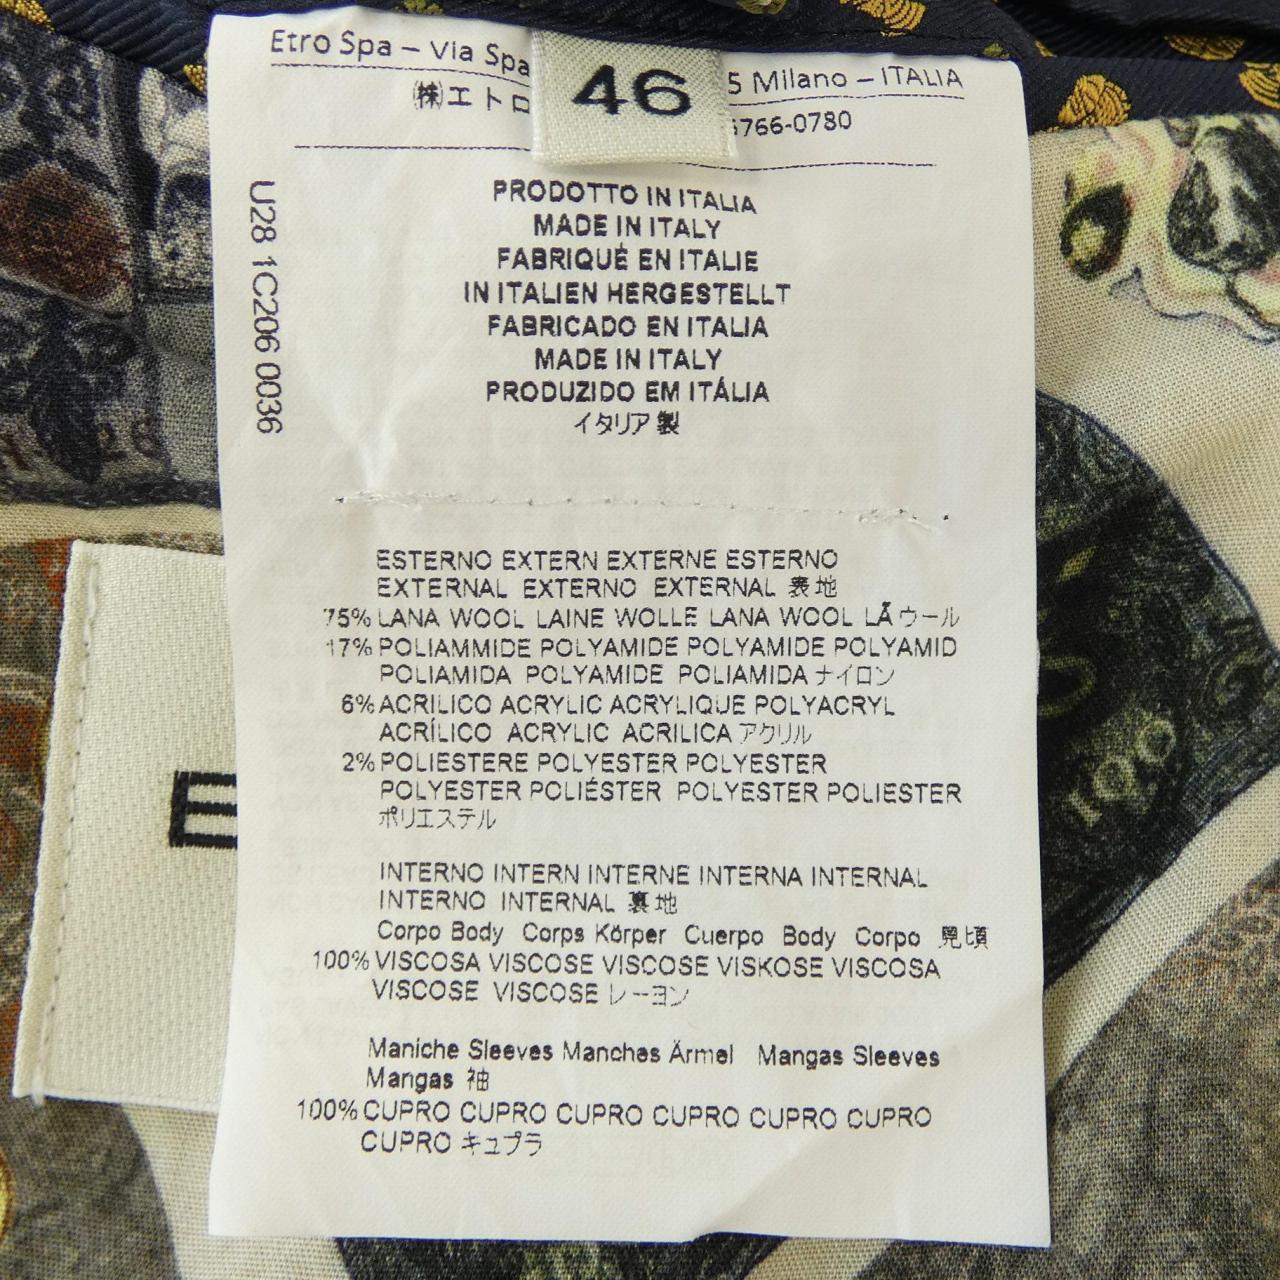 Etro Spa – Via Spa
5 Milano – ITALIA
46
㈱エトロ
6766-0780
U28 1C206 0036
PRODOTTO IN ITALIA
MADE IN ITALY
FABRIQUÉ EN ITALIE
IN ITALIEN HERGESTELLT
FABRICADO EN ITALIA
MADE IN ITALY
PRODUZIDO EM ITÁLIA
イタリア製
ESTERNO EXTERN EXTERNE ESTERNO
EXTERNAL EXTERNO EXTERNAL 表地
75% LANA WOOL LAINE WOLLE LANA WOOL LÃ ウール
17% POLIAMMIDE POLYAMIDE POLYAMIDE POLYAMID
POLIAMIDA POLYAMIDE POLIAMIDA ナイロン
6% ACRILICO ACRYLIC ACRYLIQUE POLYACRYL
ACRÍLICO ACRYLIC ACRILICA アクリル
2% POLIESTERE POLYESTER POLYESTER
POLYESTER POLIÉSTER POLYESTER POLIESTER
ポリエステル
INTERNO INTERN INTERNE INTERNA INTERNAL
INTERNO INTERNAL 裏地
Corpo Body Corps Körper Cuerpo Body Corpo 見頃
100% VISCOSA VISCOSE VISCOSE VISKOSE VISCOSA
VISCOSE VISCOSE レーヨン
Maniche Sleeves Manches Ärmel Mangas Sleeves
Mangas 袖
100% CUPRO CUPRO CUPRO CUPRO CUPRO CUPRO
CUPRO キュプラ
E
100